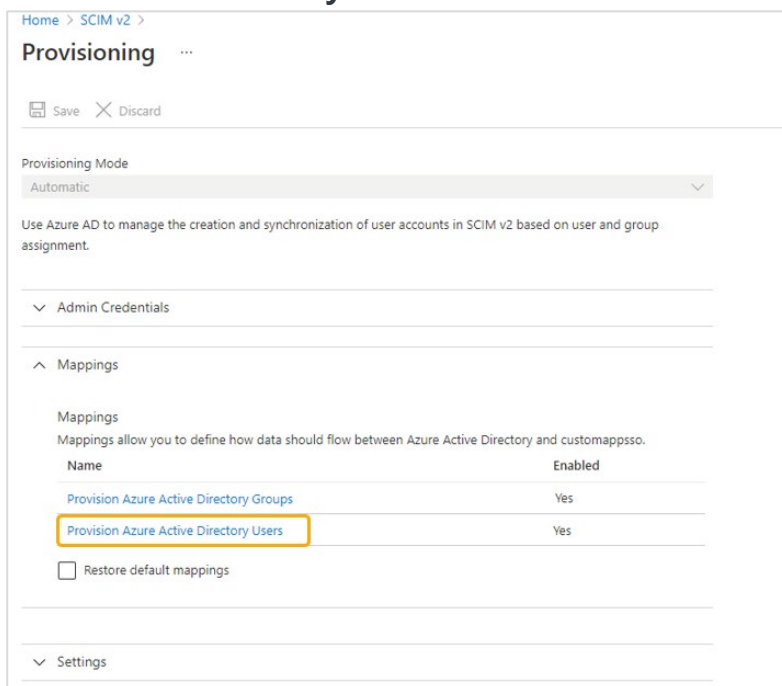 Home > SCIM v2 >
Provisioning ...
Save Discard
Provisioning Mode
Automatic
Use Azure AD to manage the creation and synchronization of user accounts in SCIM v2 based on user and group
assignment.
Admin Credentials
Mappings
Mappings
Mappings allow you to define how data should flow between Azure Active Directory and customappsso.
Name Enabled
Provision Azure Active Directory Groups Yes
Provision Azure Active Directory Users Yes
Restore default mappings
Settings